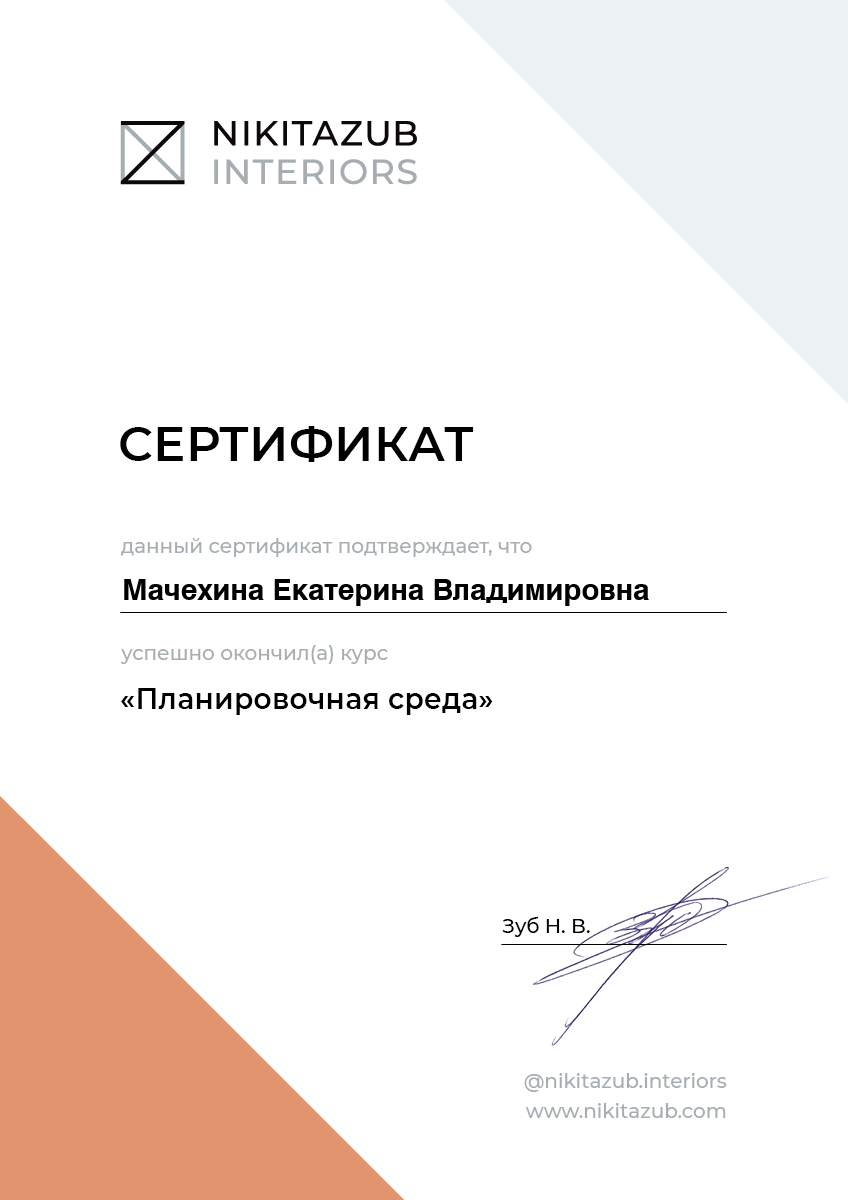 NIKITAZUB
INTERIORS
СЕРТИФИКАТ
данный сертификат подтверждает, что
Мачехина Екатерина Владимировна
успешно окончил(а) курс
«Планировочная среда»
Зуб Н. В.
@nikitazub.interiors
www.nikitazub.com